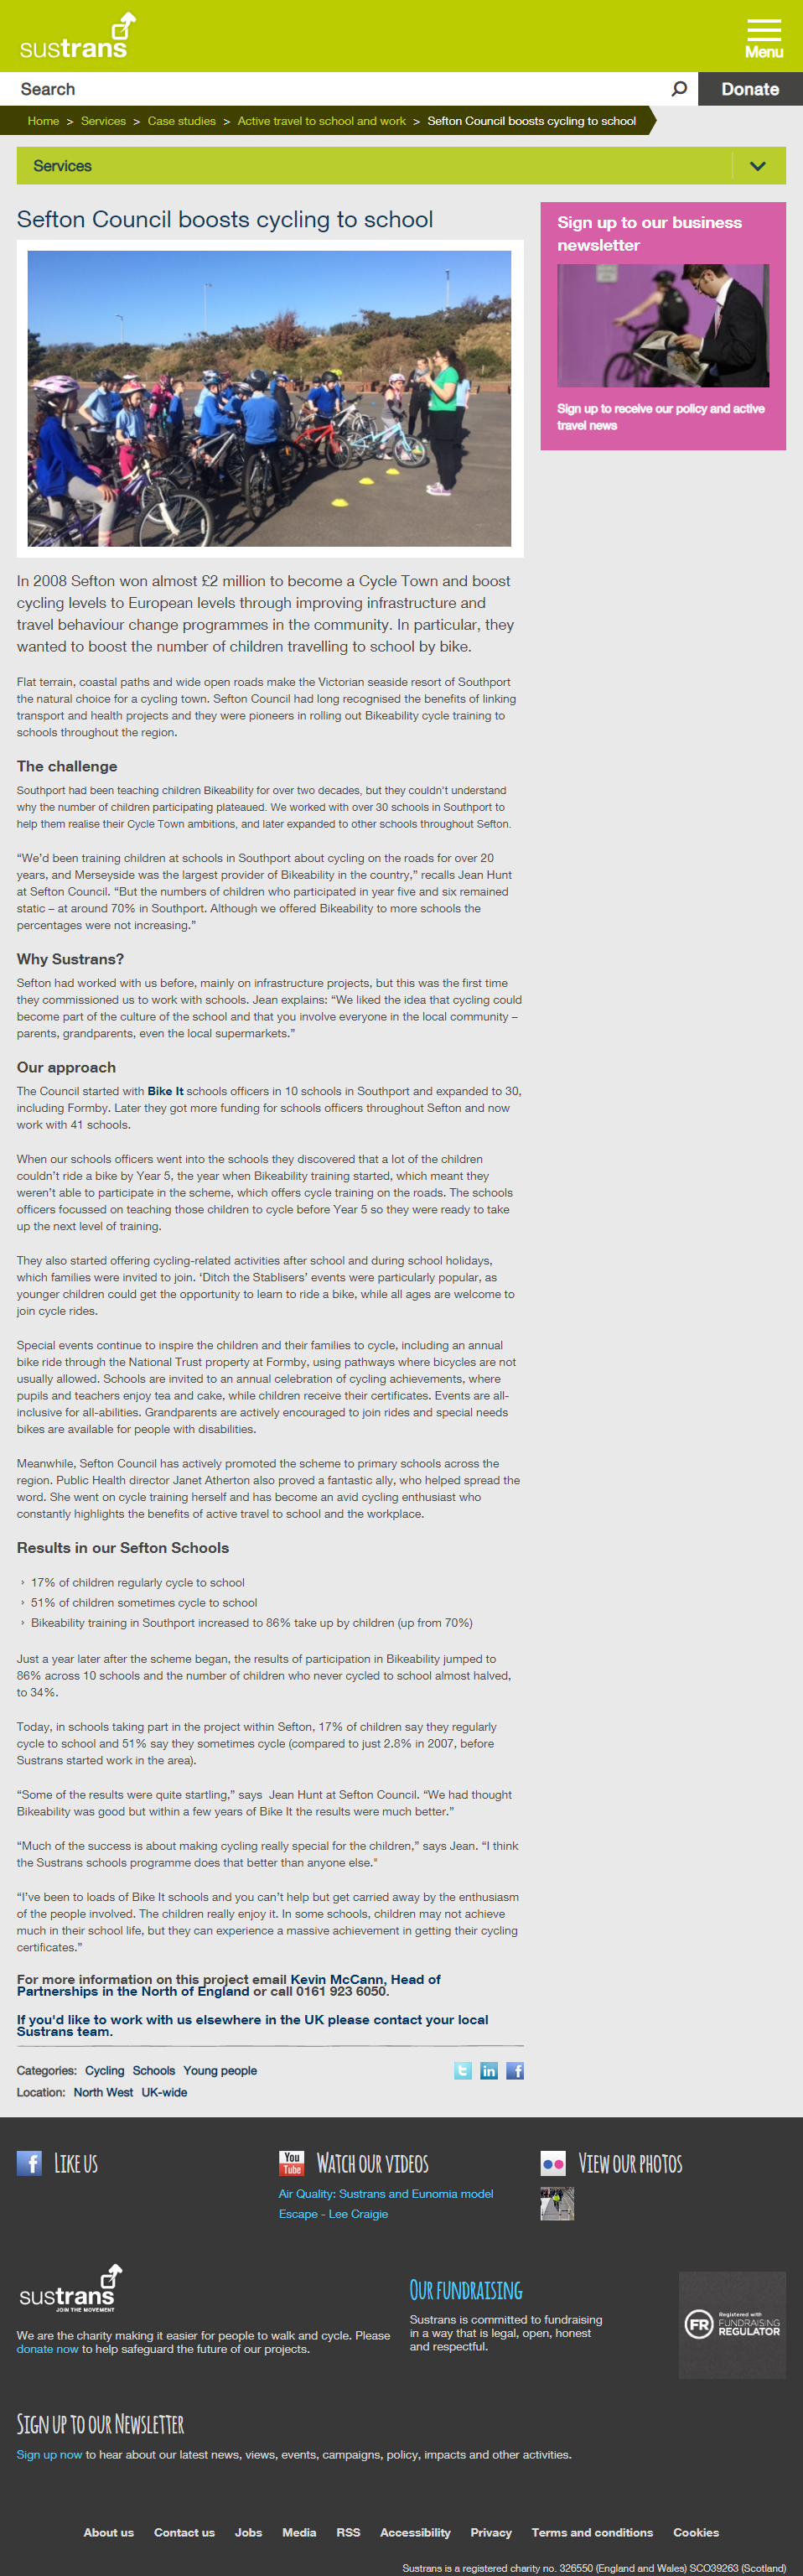 sustrans
Menu
Search
Donate
Home > Services > Case studies > Active travel to school and work > Sefton Council boosts cycling to school
Services
Sefton Council boosts cycling to school
Sign up to our business
newsletter
Sign up to receive our policy and active
travel news
In 2008 Sefton won almost £2 million to become a Cycle Town and boost
cycling levels to European levels through improving infrastructure and
travel behaviour change programmes in the community. In particular, they
wanted to boost the number of children travelling to school by bike.
Flat terrain, coastal paths and wide open roads make the Victorian seaside resort of Southport
the natural choice for a cycling town. Sefton Council had long recognised the benefits of linking
transport and health projects and they were pioneers in rolling out Bikeability cycle training to
schools throughout the region.
The challenge
Southport had been teaching children Bikeability for over two decades, but they couldn't understand
why the number of children participating plateaued. We worked with over 30 schools in Southport to
help them realise their Cycle Town ambitions, and later expanded to other schools throughout Sefton.
“We’d been training children at schools in Southport about cycling on the roads for over 20
years, and Merseyside was the largest provider of Bikeability in the country,” recalls Jean Hunt
at Sefton Council. “But the numbers of children who participated in year five and six remained
static – at around 70% in Southport. Although we offered Bikeability to more schools the
percentages were not increasing.”
Why Sustrans?
Sefton had worked with us before, mainly on infrastructure projects, but this was the first time
they commissioned us to work with schools. Jean explains: “We liked the idea that cycling could
become part of the culture of the school and that you involve everyone in the local community –
parents, grandparents, even the local supermarkets.”
Our approach
The Council started with Bike It schools officers in 10 schools in Southport and expanded to 30,
including Formby. Later they got more funding for schools officers throughout Sefton and now
work with 41 schools.
When our schools officers went into the schools they discovered that a lot of the children
couldn’t ride a bike by Year 5, the year when Bikeability training started, which meant they
weren’t able to participate in the scheme, which offers cycle training on the roads. The schools
officers focussed on teaching those children to cycle before Year 5 so they were ready to take
up the next level of training.
They also started offering cycling-related activities after school and during school holidays,
which families were invited to join. ‘Ditch the Stablisers’ events were particularly popular, as
younger children could get the opportunity to learn to ride a bike, while all ages are welcome to
join cycle rides.
Special events continue to inspire the children and their families to cycle, including an annual
bike ride through the National Trust property at Formby, using pathways where bicycles are not
usually allowed. Schools are invited to an annual celebration of cycling achievements, where
pupils and teachers enjoy tea and cake, while children receive their certificates. Events are all-
inclusive for all-abilities. Grandparents are actively encouraged to join rides and special needs
bikes are available for people with disabilities.
Meanwhile, Sefton Council has actively promoted the scheme to primary schools across the
region. Public Health director Janet Atherton also proved a fantastic ally, who helped spread the
word. She went on cycle training herself and has become an avid cycling enthusiast who
constantly highlights the benefits of active travel to school and the workplace.
Results in our Sefton Schools
› 17% of children regularly cycle to school
› 51% of children sometimes cycle to school
› Bikeability training in Southport increased to 86% take up by children (up from 70%)
Just a year later after the scheme began, the results of participation in Bikeability jumped to
86% across 10 schools and the number of children who never cycled to school almost halved,
to 34%.
Today, in schools taking part in the project within Sefton, 17% of children say they regularly
cycle to school and 51% say they sometimes cycle (compared to just 2.8% in 2007, before
Sustrans started work in the area).
“Some of the results were quite startling,” says Jean Hunt at Sefton Council. “We had thought
Bikeability was good but within a few years of Bike It the results were much better.”
“Much of the success is about making cycling really special for the children,” says Jean. “I think
the Sustrans schools programme does that better than anyone else."
“I’ve been to loads of Bike It schools and you can’t help but get carried away by the enthusiasm
of the people involved. The children really enjoy it. In some schools, children may not achieve
much in their school life, but they can experience a massive achievement in getting their cycling
certificates.”
For more information on this project email Kevin McCann, Head of
Partnerships in the North of England or call 0161 923 6050.
If you'd like to work with us elsewhere in the UK please contact your local
Sustrans team.
Categories: Cycling Schools Young people
Location: North West UK-wide
Like us
You Tube Watch our videos
Air Quality: Sustrans and Eunomia model
Escape - Lee Craigie
View our photos
sustrans
JOIN THE MOVEMENT
We are the charity making it easier for people to walk and cycle. Please
donate now to help safeguard the future of our projects.
Our fundraising
Sustrans is committed to fundraising
in a way that is legal, open, honest
and respectful.
FR Registered with
FUNDRAISING
REGULATOR
Sign up to our Newsletter
Sign up now to hear about our latest news, views, events, campaigns, policy, impacts and other activities.
About us Contact us Jobs Media RSS Accessibility Privacy Terms and conditions Cookies
Sustrans is a registered charity no. 326550 (England and Wales) SCO39263 (Scotland)